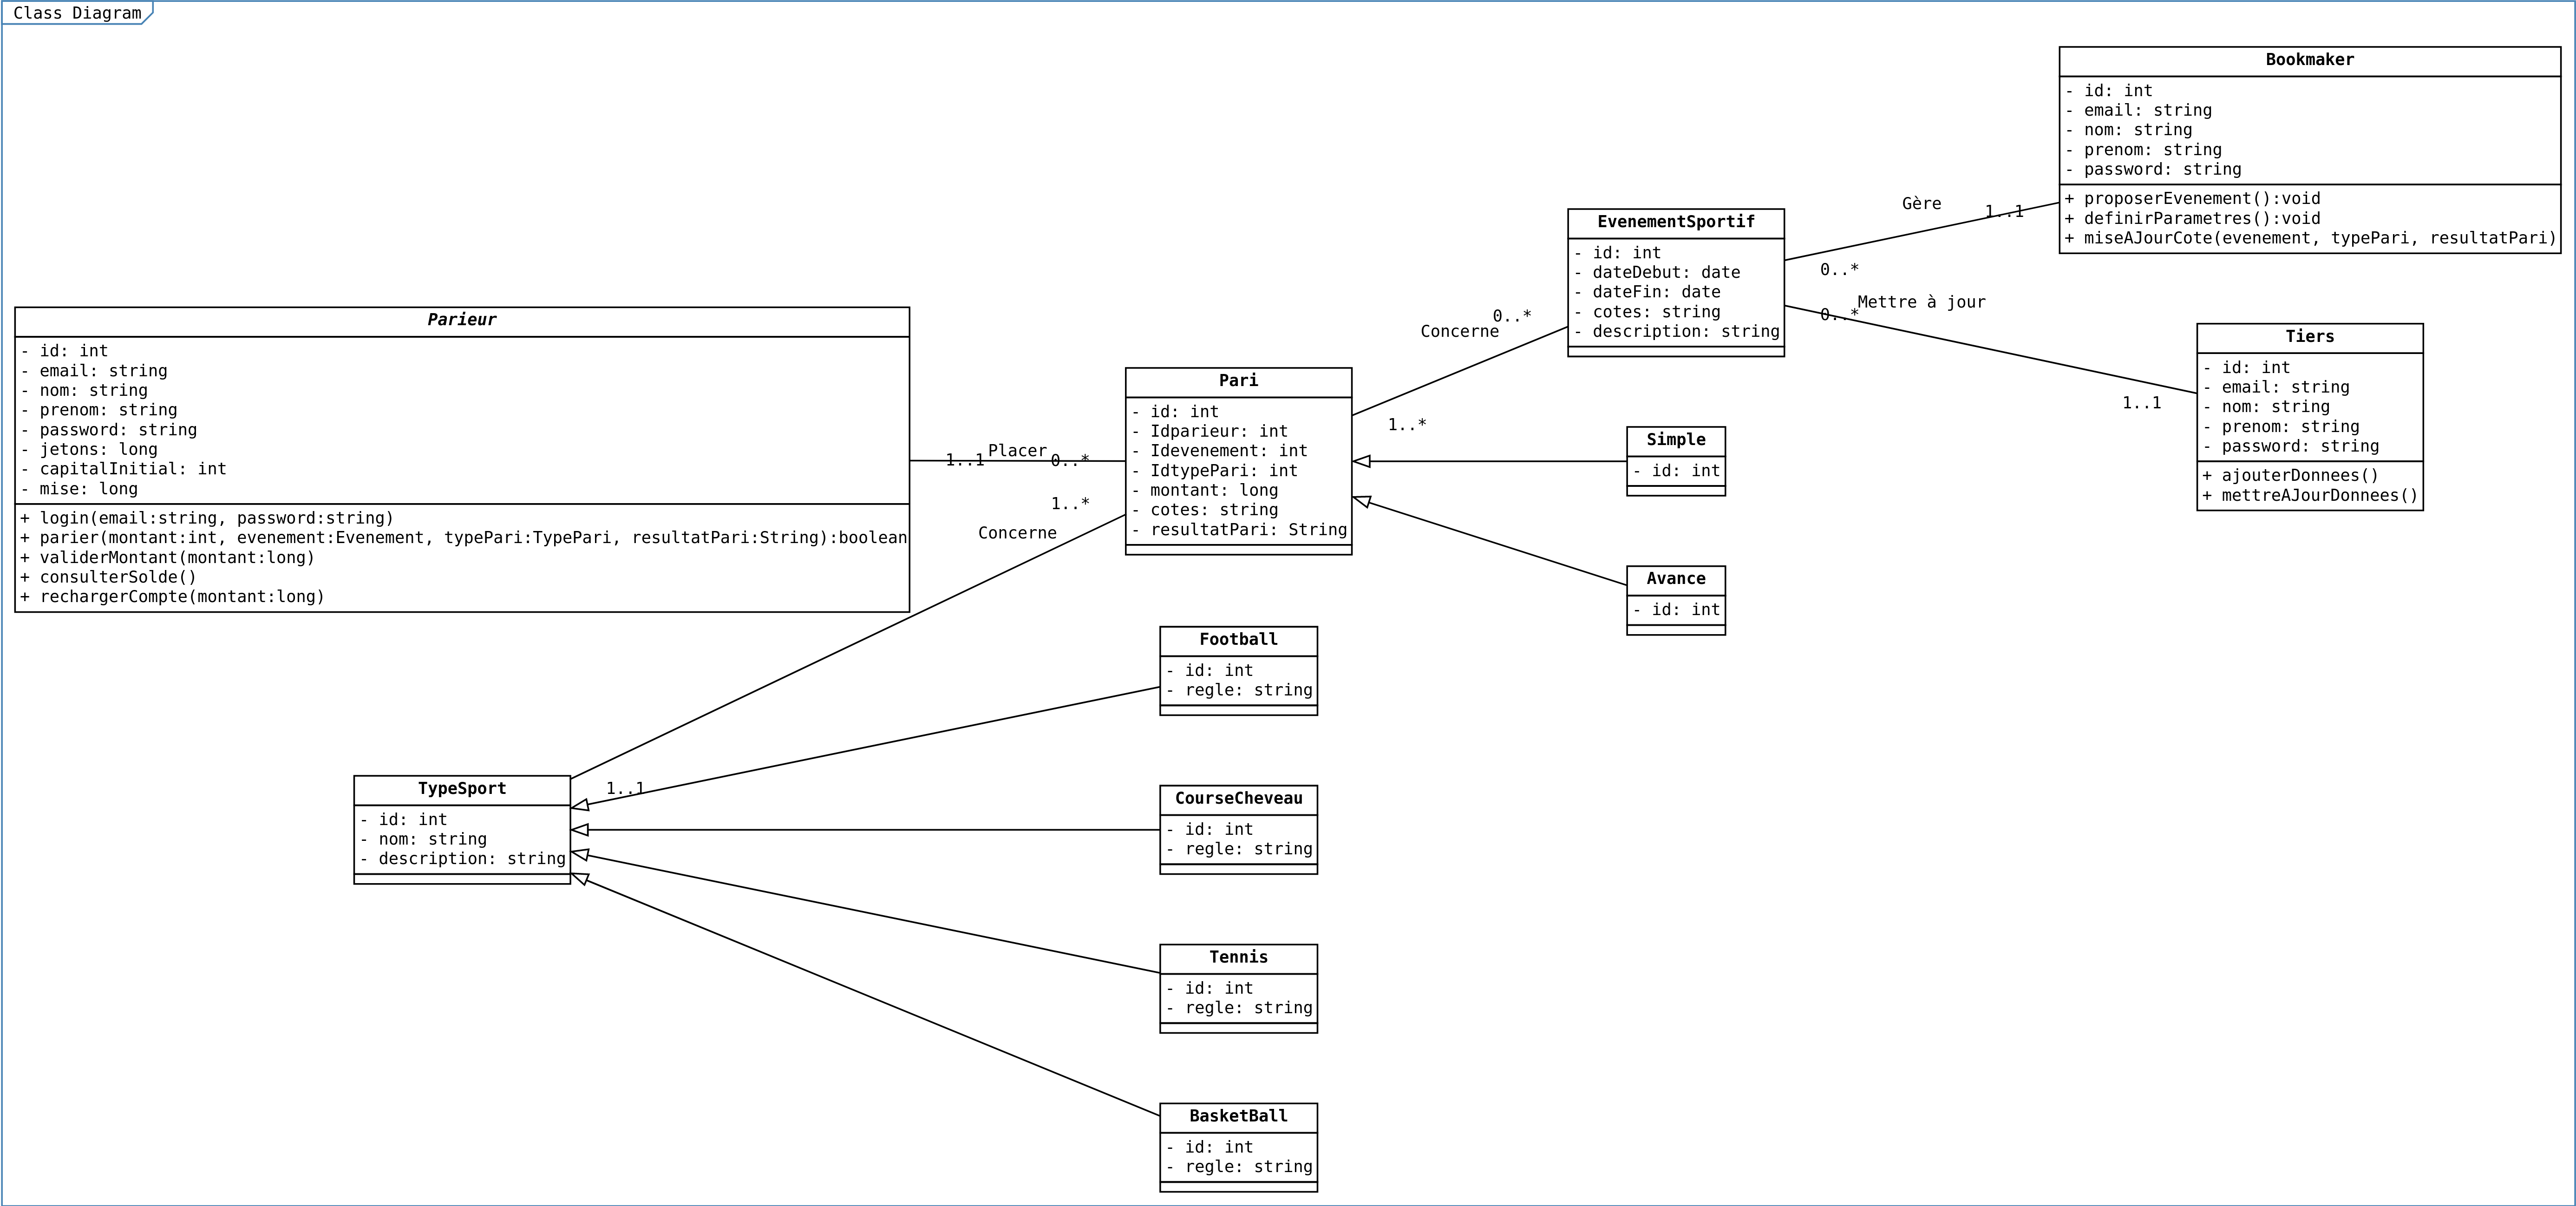 Class Diagram
Bookmaker
- id: int
- email: string
- nom: string
- prenom: string
- password: string
+ proposerEvenement():void
+ definirParametres():void
+ miseAJourCote(evenement, typePari, resultatPari)
Gère
1..1
0..*
EvenementSportif
- id: int
- dateDebut: date
- dateFin: date
- cotes: string
- description: string
Mettre à jour
0..*
1..1
Tiers
- id: int
- email: string
- nom: string
- prenom: string
- password: string
+ ajouterDonnees()
+ mettreAJourDonnees()
Parieur
- id: int
- email: string
- nom: string
- prenom: string
- password: string
- jetons: long
- capitalInitial: int
- mise: long
+ login(email:string, password:string)
+ parier(montant:int, evenement:Evenement, typePari:TypePari, resultatPari:String):boolean
+ validerMontant(montant:long)
+ consulterSolde()
+ rechargerCompte(montant:long)
1..1
Placer
0..*
Pari
- id: int
- Idparieur: int
- Idevenement: int
- IdtypePari: int
- montant: long
- cotes: string
- resultatPari: String
0..*
Concerne
1..*
Simple
- id: int
Avance
- id: int
1..*
Concerne
1..1
TypeSport
- id: int
- nom: string
- description: string
Football
- id: int
- regle: string
CourseCheveau
- id: int
- regle: string
Tennis
- id: int
- regle: string
BasketBall
- id: int
- regle: string